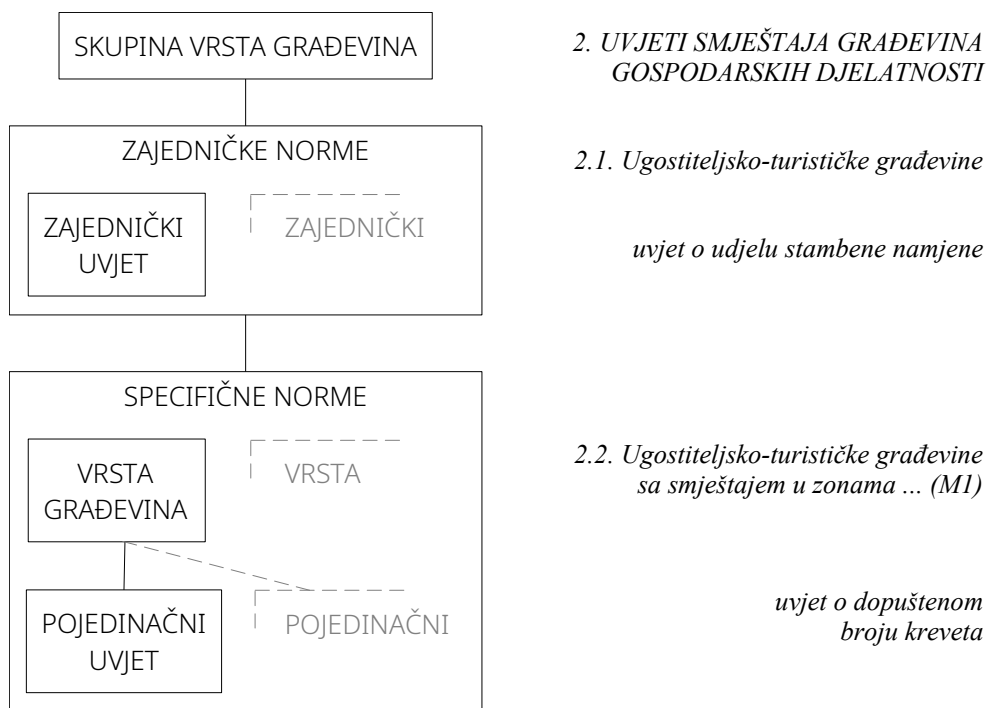 SKUPINA VRSTA GRAĐEVINA
2. UVJETI SMJEŠTAJA GRAĐEVINA
GOSPODARSKIH DJELATNOSTI
ZAJEDNIČKE NORME
2.1. Ugostiteljsko-turističke građevine
ZAJEDNIČKI
UVJET
ZAJEDNIČKI
uvjet o udjelu stambene namjene
SPECIFIČNE NORME
VRSTA
GRAĐEVINA
VRSTA
2.2. Ugostiteljsko-turističke građevine
sa smještajem u zonama ... (M1)
POJEDINAČNI
UVJET
POJEDINAČNI
uvjet o dopuštenom
broju kreveta